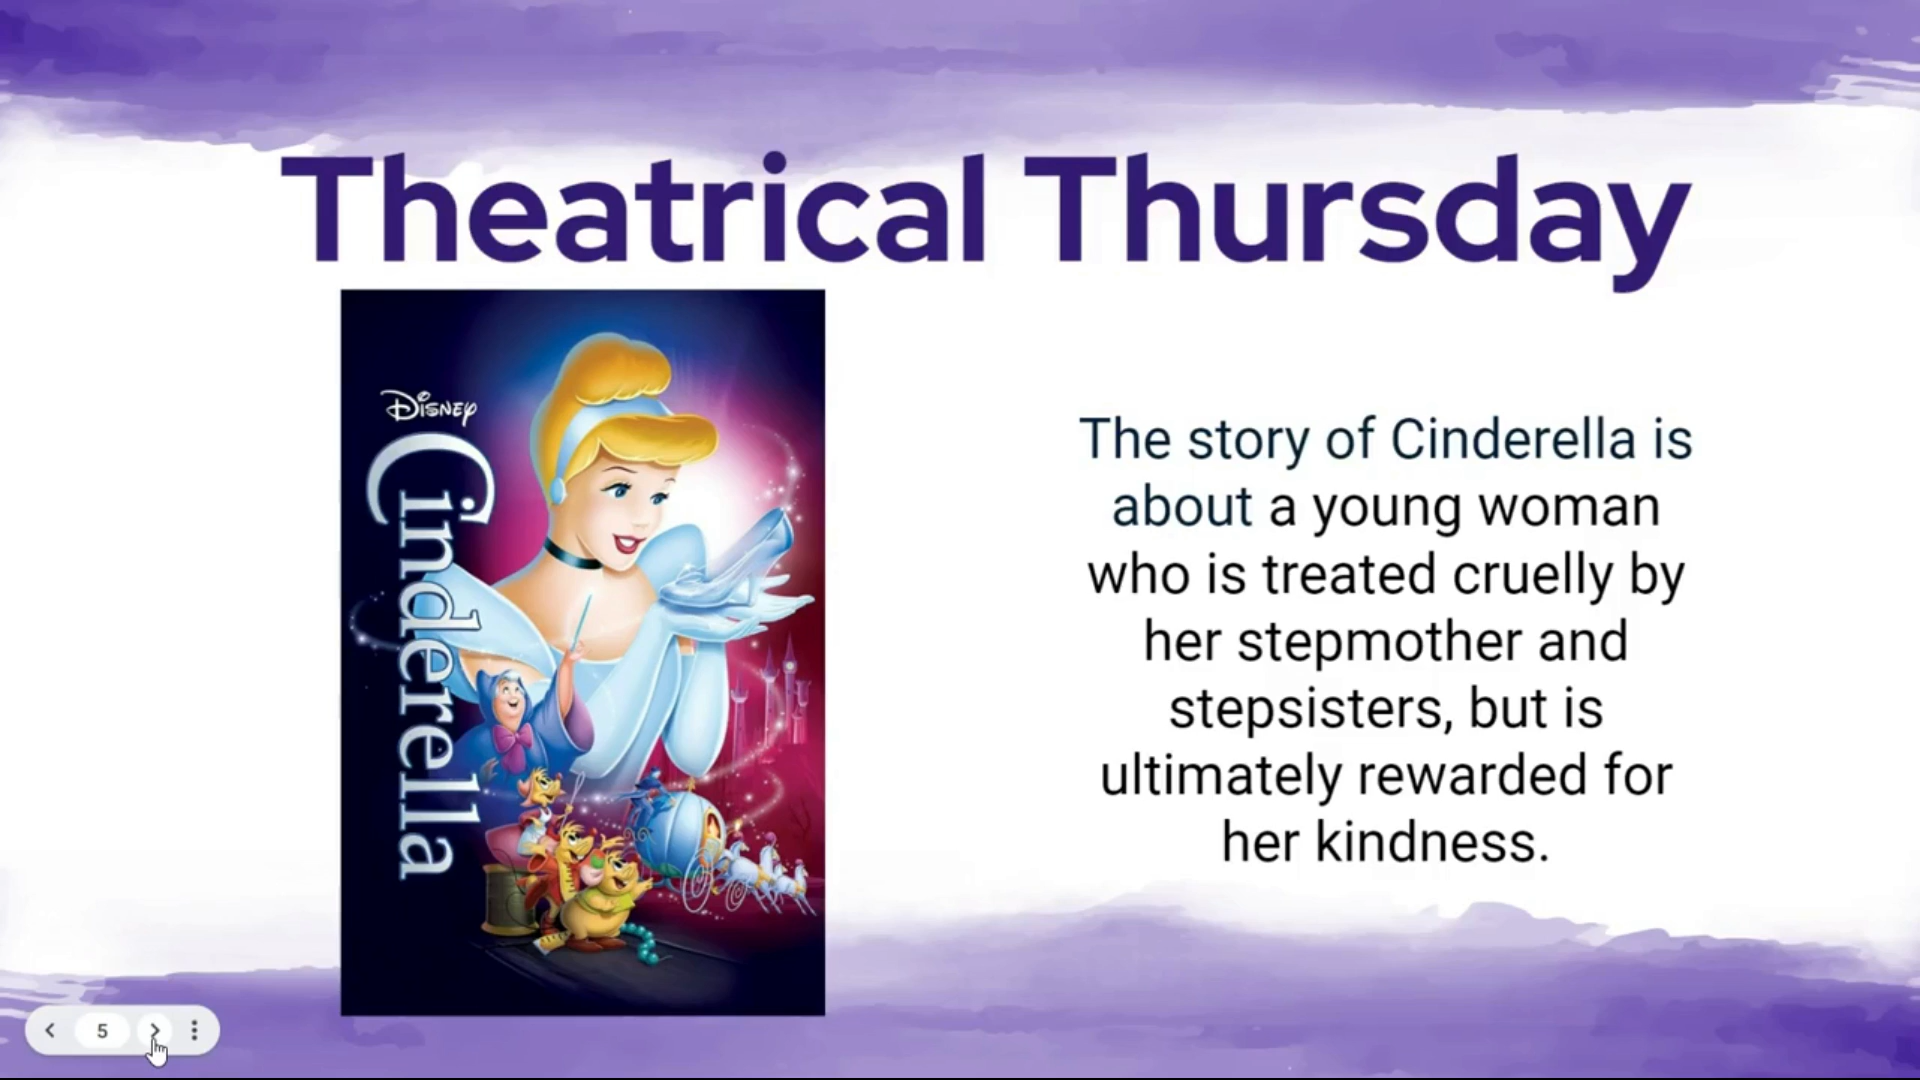 Theatrical Thursday
Disney
Cinderella
The story of Cinderella is
about a young woman
who is treated cruelly by
her stepmother and
stepsisters, but is
ultimately rewarded for
her kindness.
5